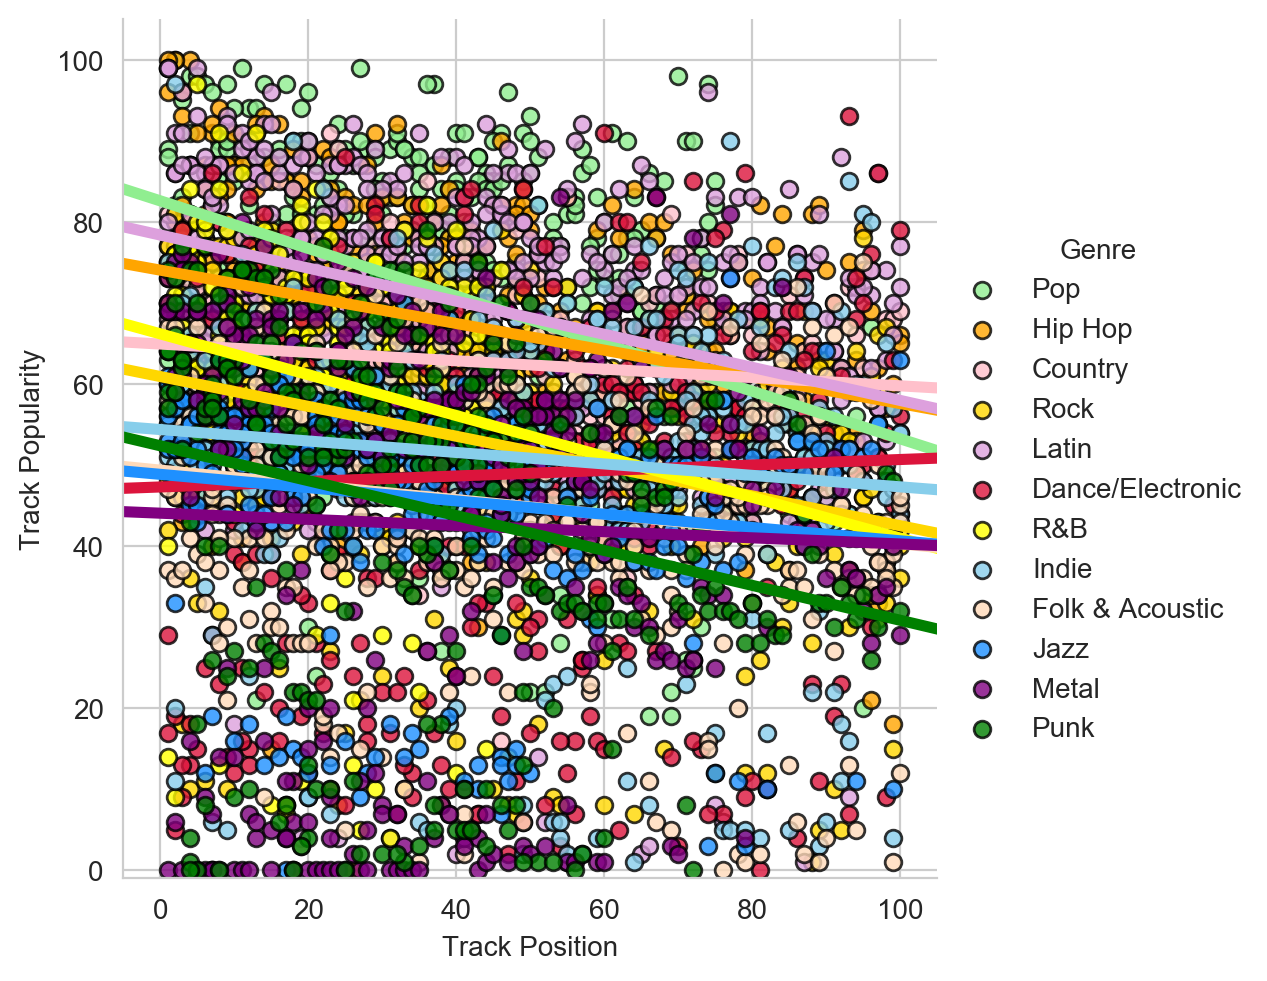 100
80
60
40
20
0
Track Popularity
0 20 40 60 80 100
Track Position
Genre
Pop
Hip Hop
Country
Rock
Latin
Dance/Electronic
R&B
Indie
Folk & Acoustic
Jazz
Metal
Punk